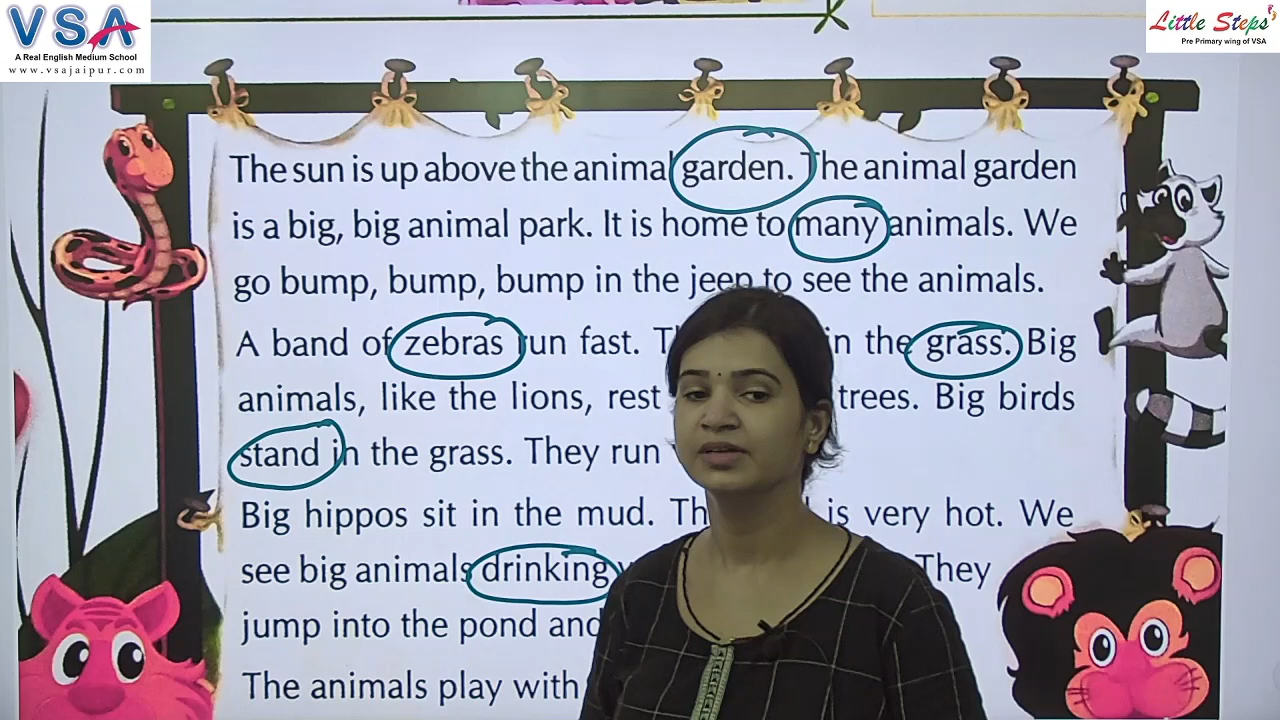 VSA
A Real English Medium School
www.vsajaipur.com
Little Steps
Pre Primary wing of VSA
The sun is up above the animal garden. The animal garden
is a big, big animal park. It is home to many animals. We
go bump, bump, bump in the jeep to see the animals.
A band of zebras run fast. in the grass. Big
animals, like the lions, rest trees. Big birds
stand in the grass. They run
Big hippos sit in the mud. is very hot. We
see big animals drinking They
jump into the pond and
The animals play with